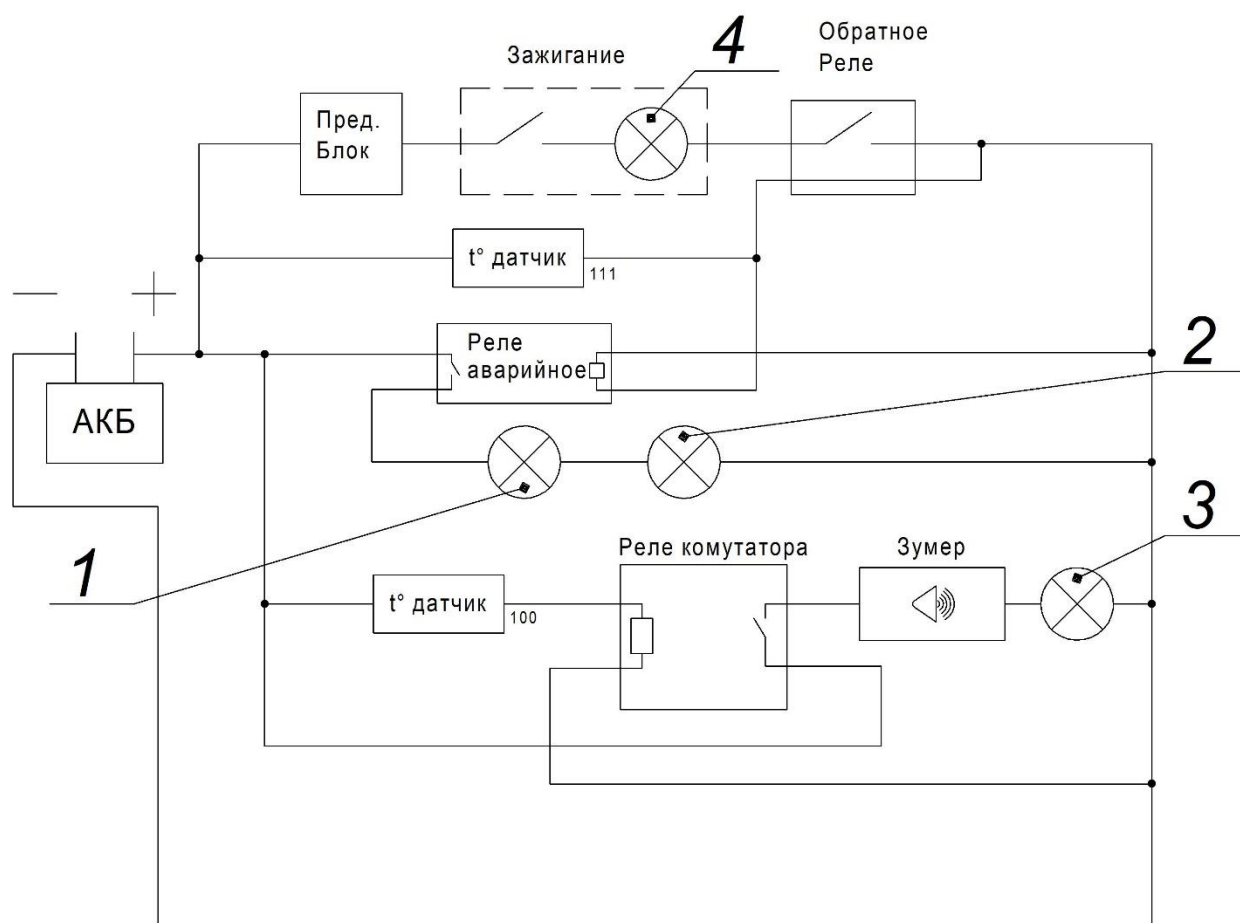 4
Зажигание
Обратное
Реле
Пред.
Блок
t° датчик
111
— +
Реле
аварийное
2
АКБ
1
3
Реле комутатора
Зумер
t° датчик
100